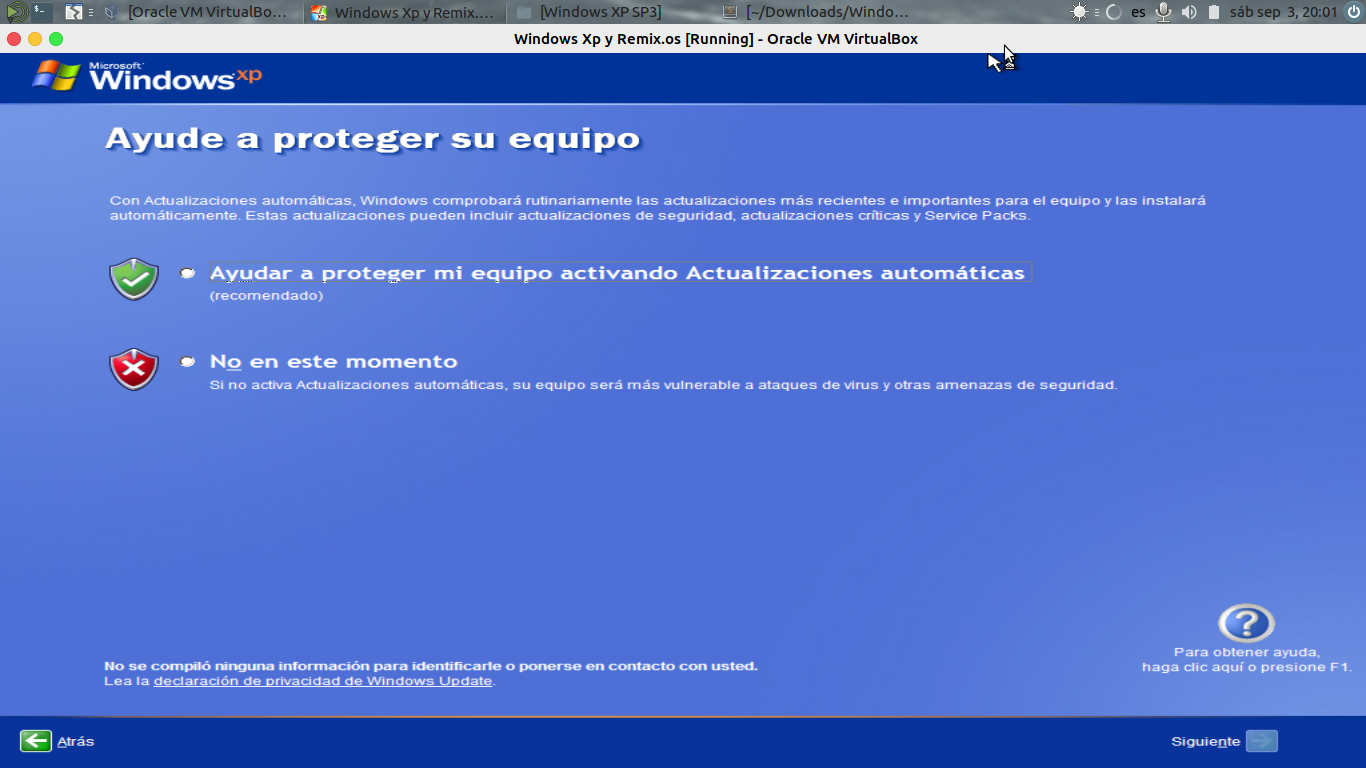 [Oracle VM VirtualBo...
Windows Xp y Remix....
[Windows XP SP3]
[~/Downloads/Windo...
es
sáb sep 3, 20:01
Windows Xp y Remix.os [Running] - Oracle VM VirtualBox
Microsoft
Windows xp
Ayude a proteger su equipo
Con Actualizaciones automáticas, Windows comprobará rutinariamente las actualizaciones más recientes e importantes para el equipo y las instalará
automáticamente. Estas actualizaciones pueden incluir actualizaciones de seguridad, actualizaciones críticas y Service Packs.
Ayudar a proteger mi equipo activando Actualizaciones automáticas
(recomendado)
No en este momento
Si no activa Actualizaciones automáticas, su equipo será más vulnerable a ataques de virus y otras amenazas de seguridad.
Para obtener ayuda,
haga clic aquí o presione F1.
No se compiló ninguna información para identificarle o ponerse en contacto con usted.
Lea la declaración de privacidad de Windows Update.
Atrás
Siguiente